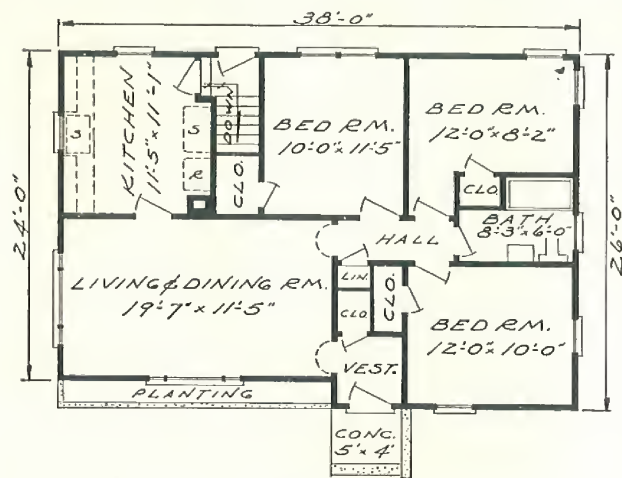 38'-0"
24'-0"
26'-0"
S
KITCHEN
11'-5" x 11'-1"
S
R
DOWN
CLO.
BED RM.
10'-0" x 11'-5"
BED RM.
12'-0" x 8'-2"
CLO.
BATH
8'-3" x 6'-0"
HALL
LIVING & DINING RM.
19'-7" x 11'-5"
LIN.
CLO.
CLO.
BED RM.
12'-0" x 10'-0"
VEST.
PLANTING
CONC.
5' x 4'